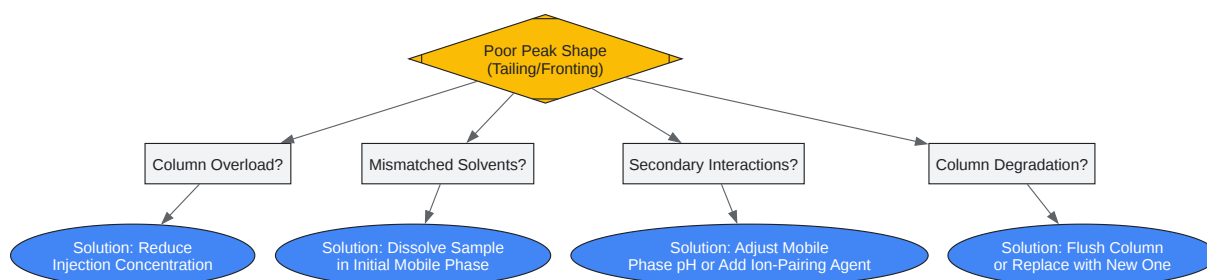 Poor Peak Shape
(Tailing/Fronting)
Column Overload?
Mismatched Solvents?
Secondary Interactions?
Column Degradation?
Solution: Reduce
Injection Concentration
Solution: Dissolve Sample
in Initial Mobile Phase
Solution: Adjust Mobile
Phase pH or Add Ion-Pairing Agent
Solution: Flush Column
or Replace with New One